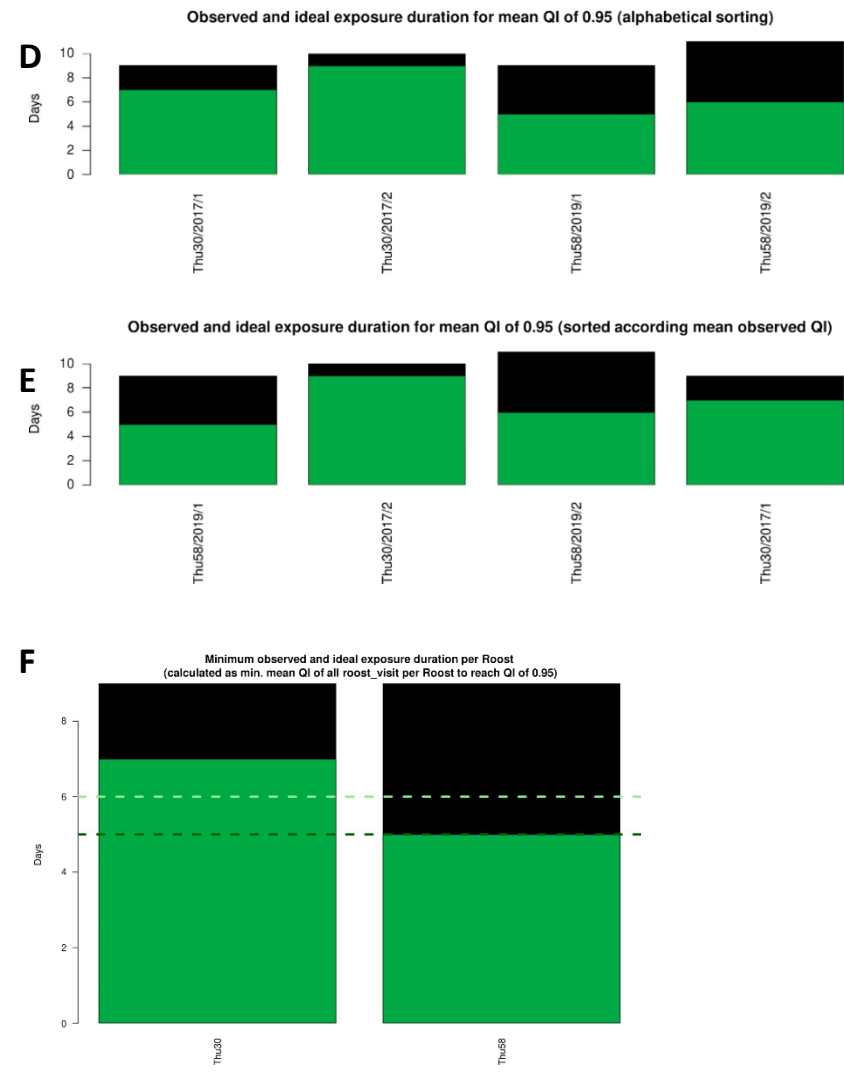 Observed and ideal exposure duration for mean QI of 0.95 (alphabetical sorting)
D
Days
10
8
6
4
2
0
Thu30/2017/1
Thu30/2017/2
Thu58/2019/1
Thu58/2019/2
Observed and ideal exposure duration for mean QI of 0.95 (sorted according mean observed QI)
E
Days
10
8
6
4
2
0
Thu58/2019/1
Thu30/2017/2
Thu58/2019/2
Thu30/2017/1
F
Minimum observed and ideal exposure duration per Roost
(calculated as min. mean QI of all roost_visit per Roost to reach QI of 0.95)
Days
8
6
4
2
0
Thu30
Thu58